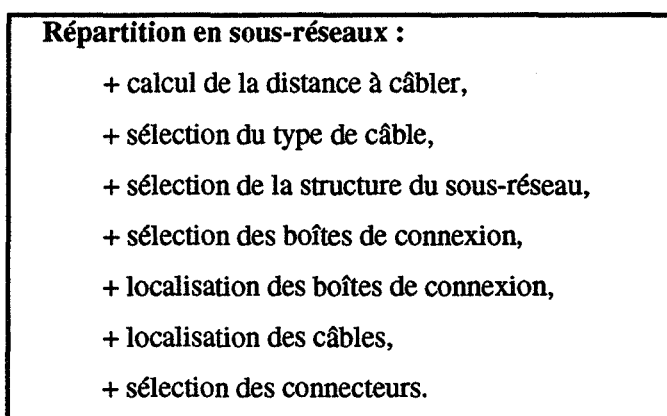 Répartition en sous-réseaux :
+ calcul de la distance à câbler,
+ sélection du type de câble,
+ sélection de la structure du sous-réseau,
+ sélection des boîtes de connexion,
+ localisation des boîtes de connexion,
+ localisation des câbles,
+ sélection des connecteurs.